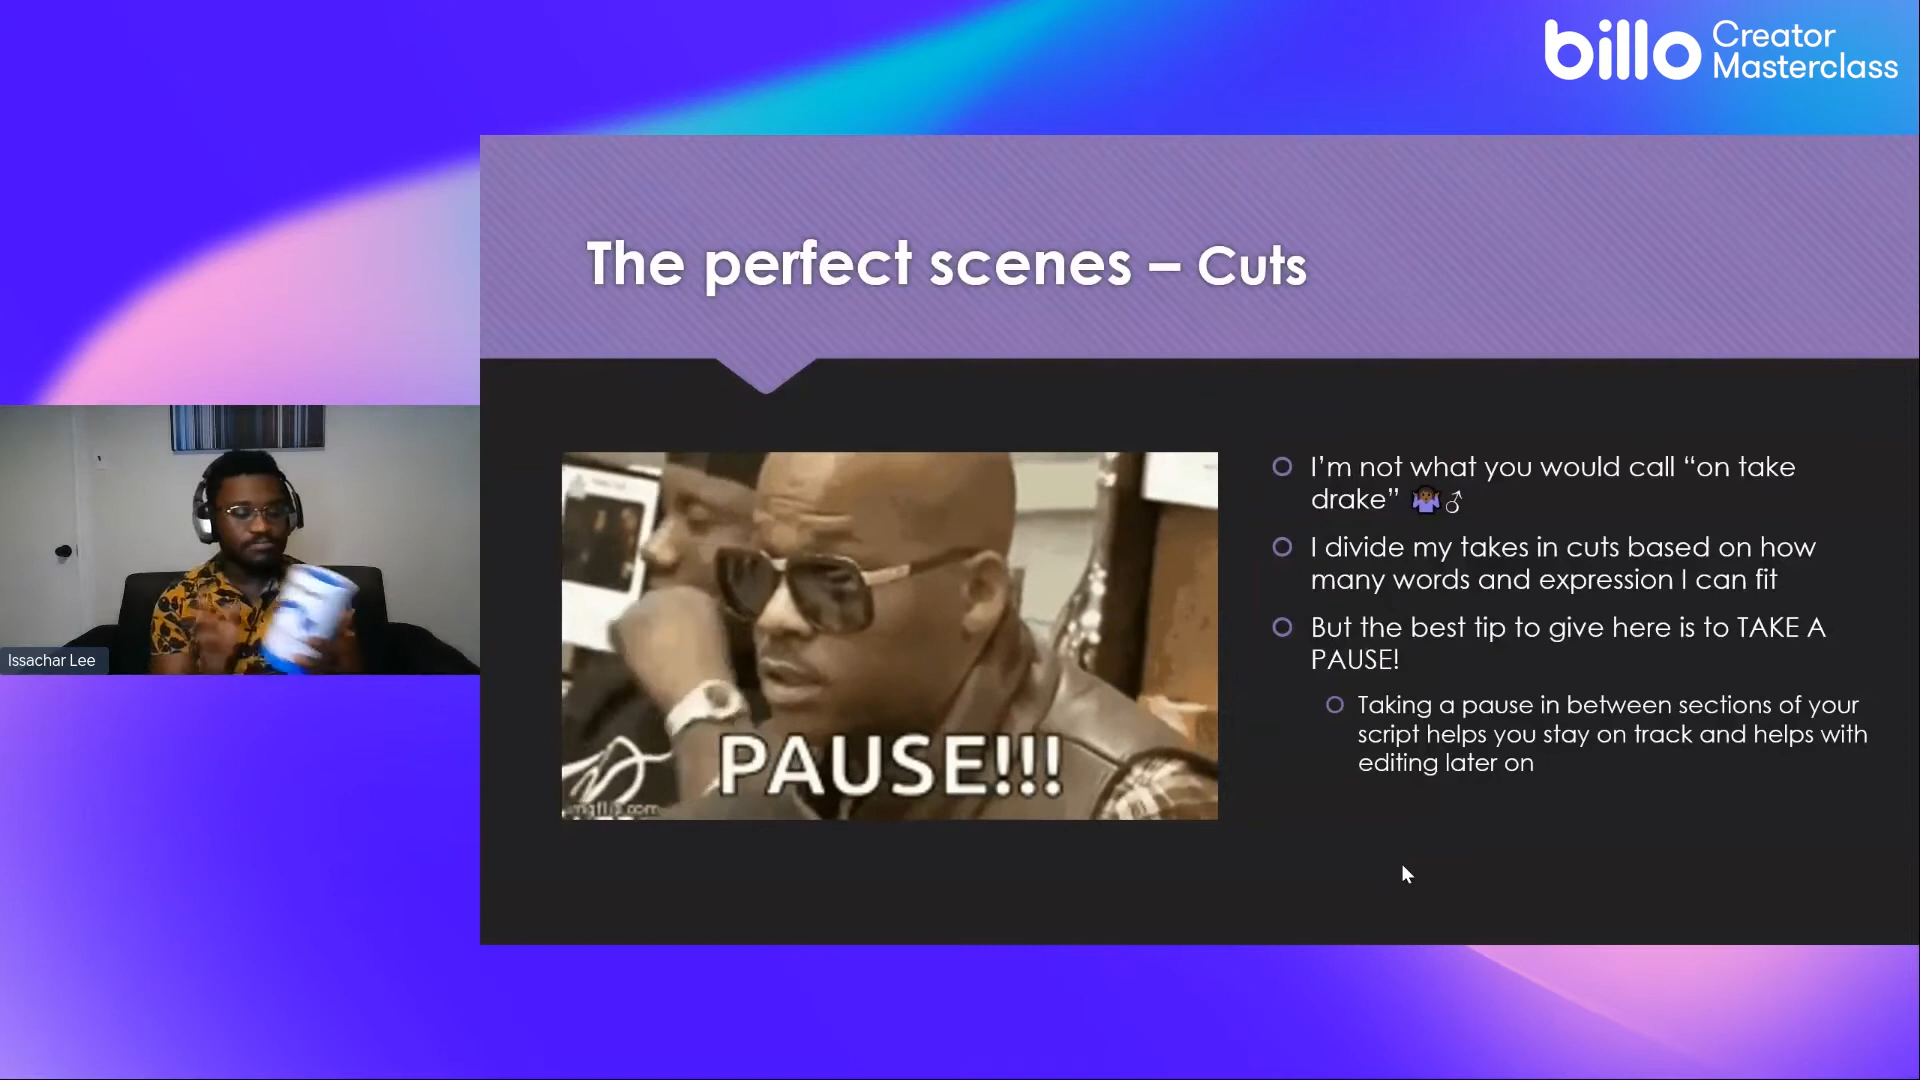 billo Creator
Masterclass
The perfect scenes – Cuts
I’m not what you would call “on take
drake” 🤷🏾♂
I divide my takes in cuts based on how
many words and expression I can fit
But the best tip to give here is to TAKE A
PAUSE!
Taking a pause in between sections of your
script helps you stay on track and helps with
editing later on
PAUSE!!!
imgflip.com
Issachar Lee